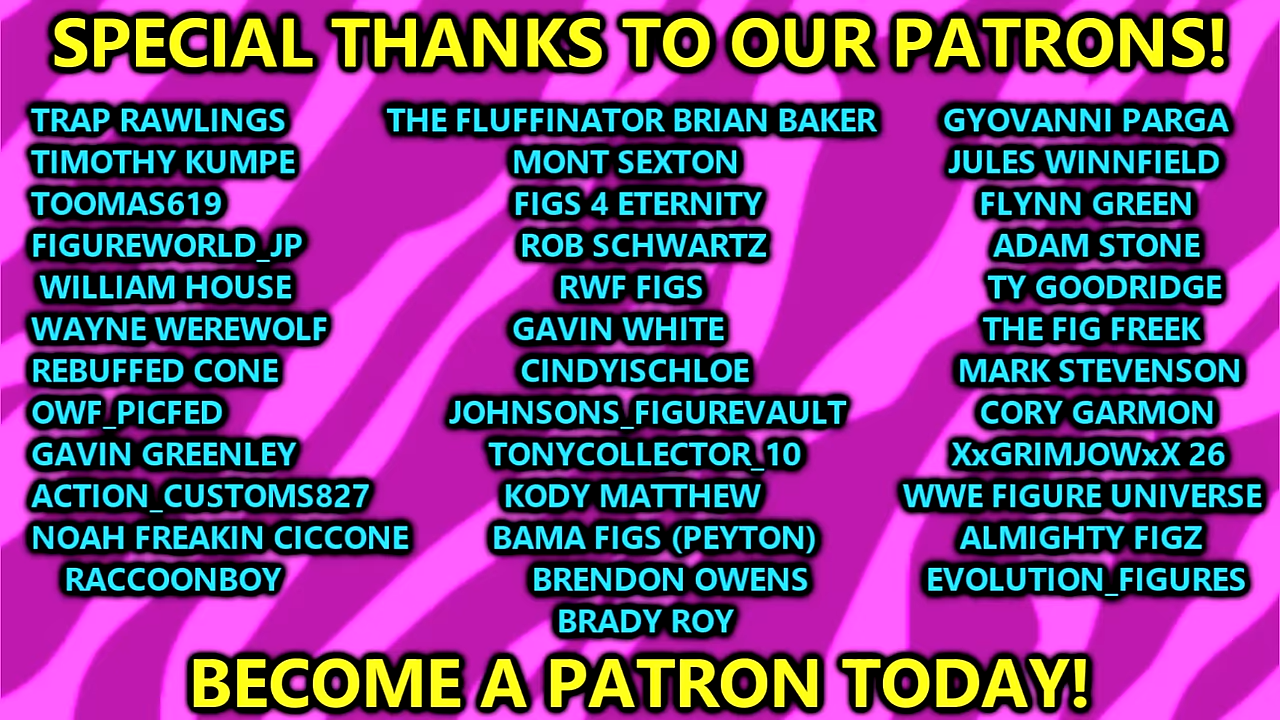 SPECIAL THANKS TO OUR PATRONS!
TRAP RAWLINGS
TIMOTHY KUMPE
TOOMAS619
FIGUREWORLD_JP
WILLIAM HOUSE
WAYNE WEREWOLF
REBUFFED CONE
OWF_PICFED
GAVIN GREENLEY
ACTION_CUSTOMS827
NOAH FREAKIN CICCONE
RACCOONBOY
THE FLUFFINATOR BRIAN BAKER
MONT SEXTON
FIGS 4 ETERNITY
ROB SCHWARTZ
RWF FIGS
GAVIN WHITE
CINDYISCHLOE
JOHNSONS_FIGUREVAULT
TONYCOLLECTOR_10
KODY MATTHEW
BAMA FIGS (PEYTON)
BRENDON OWENS
BRADY ROY
GYOVANNI PARGA
JULES WINNFIELD
FLYNN GREEN
ADAM STONE
TY GOODRIDGE
THE FIG FREEK
MARK STEVENSON
CORY GARMON
XxGRIMJOWxX 26
WWE FIGURE UNIVERSE
ALMIGHTY FIGZ
EVOLUTION_FIGURES
BECOME A PATRON TODAY!